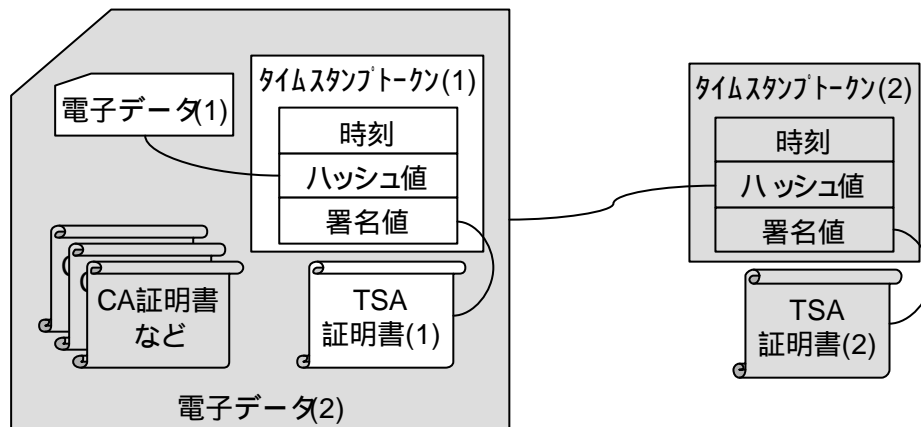 電子データ(1)
タイムスタンプトークン(1)
時刻
ハッシュ値
署名値
CA証明書
など
TSA
証明書(1)
電子データ(2)
タイムスタンプトークン(2)
時刻
ハッシュ値
署名値
TSA
証明書(2)